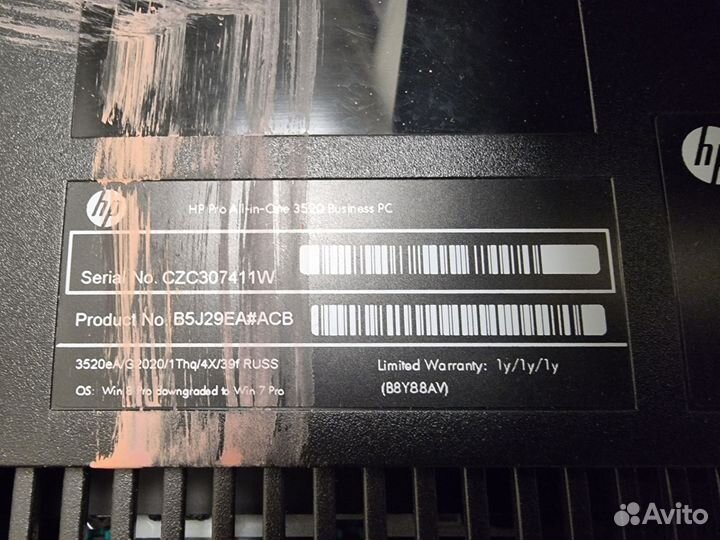 hp
hp
HP Pro All-in-One 3520 Business PC
Serial No. CZC307411W
Product No. B5J29EA#ACB
3520eA/G2020/1Thq/4X/39f RUSS
Limited Warranty: 1y/1y/1y
OS: Win 8 Pro downgraded to Win 7 Pro
(B8Y88AV)
Avito